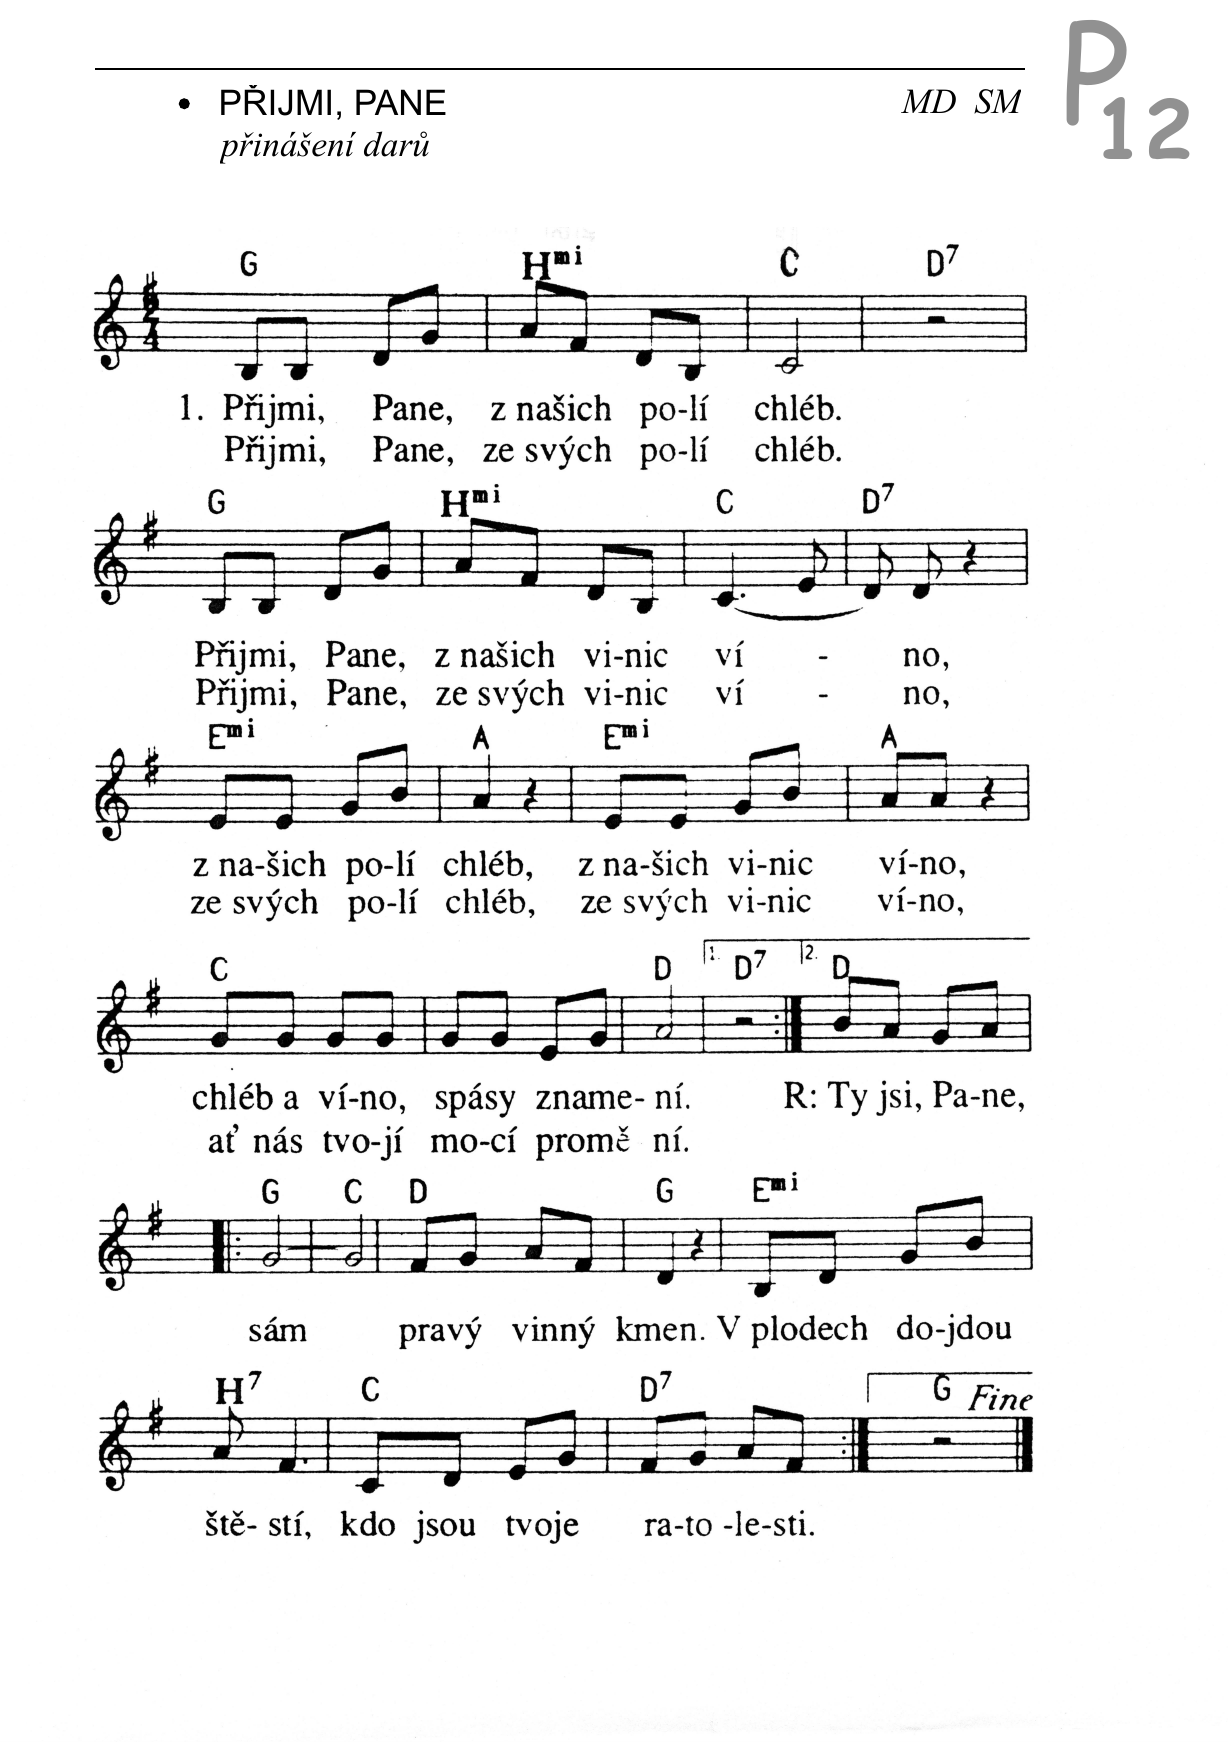 P12
• PŘIJMI, PANE MD SM
přinášení darů
G Hmi C D7
2
4
1. Přijmi, Pane, z našich po-lí chléb.
Přijmi, Pane, ze svých po-lí chléb.
G Hmi C D7
Přijmi, Pane, z našich vi-nic ví - no,
Přijmi, Pane, ze svých vi-nic ví - no,
Emi A Emi A
z na-šich po-lí chléb, z na-šich vi-nic ví-no,
ze svých po-lí chléb, ze svých vi-nic ví-no,
C D 1. D7 2. D
chléb a ví-no, spásy zname- ní. R: Ty jsi, Pa-ne,
ať nás tvo-jí mo-cí promě ní.
G C D G Emi
sám pravý vinný kmen. V plodech do-jdou
H7 C D7 G Fine
ště- stí, kdo jsou tvoje ra-to -le-sti.